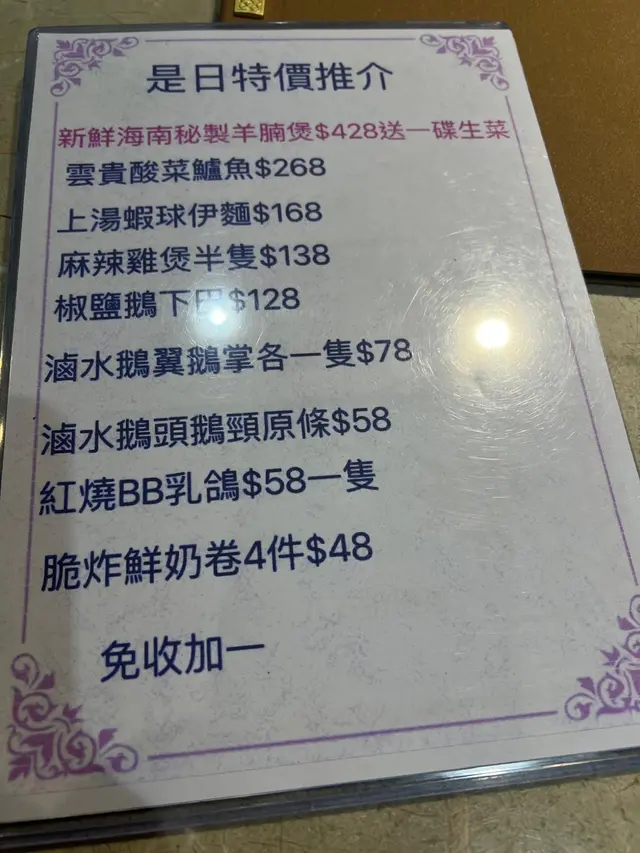 是日特價推介
新鮮海南秘製羊腩煲$428送一碟生菜
雲貴酸菜鱸魚$268
上湯蝦球伊麵$168
麻辣雞煲半隻$138
椒鹽鵝下巴$128
滷水鵝翼鵝掌各一隻$78
滷水鵝頭鵝頸原條$58
紅燒BB乳鴿$58一隻
脆炸鮮奶卷4件$48
免收加一